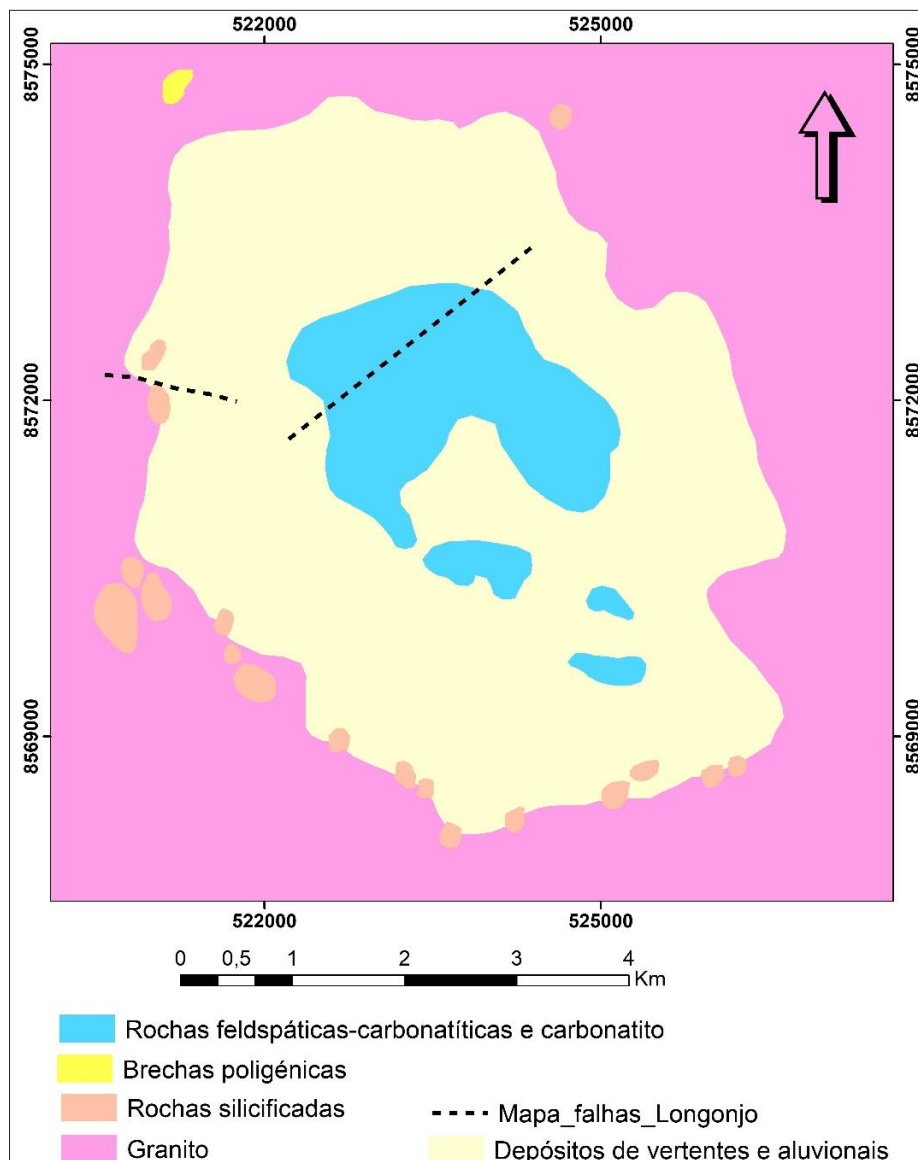 522000 525000
8575000 8575000
8572000 8572000
8569000 8569000
522000 525000
0 0,5 1 2 3 4
Km
Rochas feldspáticas-carbonatíticas e carbonatito
Brechas poligénicas
Rochas silicificadas
Mapa_falhas_Longonjo
Granito
Depósitos de vertentes e aluvionais